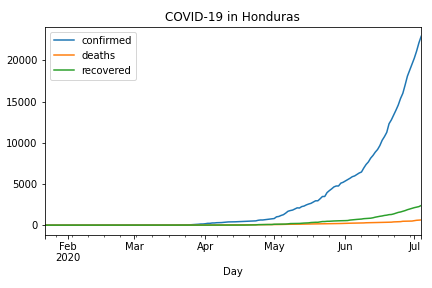 COVID-19 in Honduras
confirmed
deaths
recovered
20000
15000
10000
5000
0
Feb
2020
Mar
Apr
May
Jun
Jul
Day